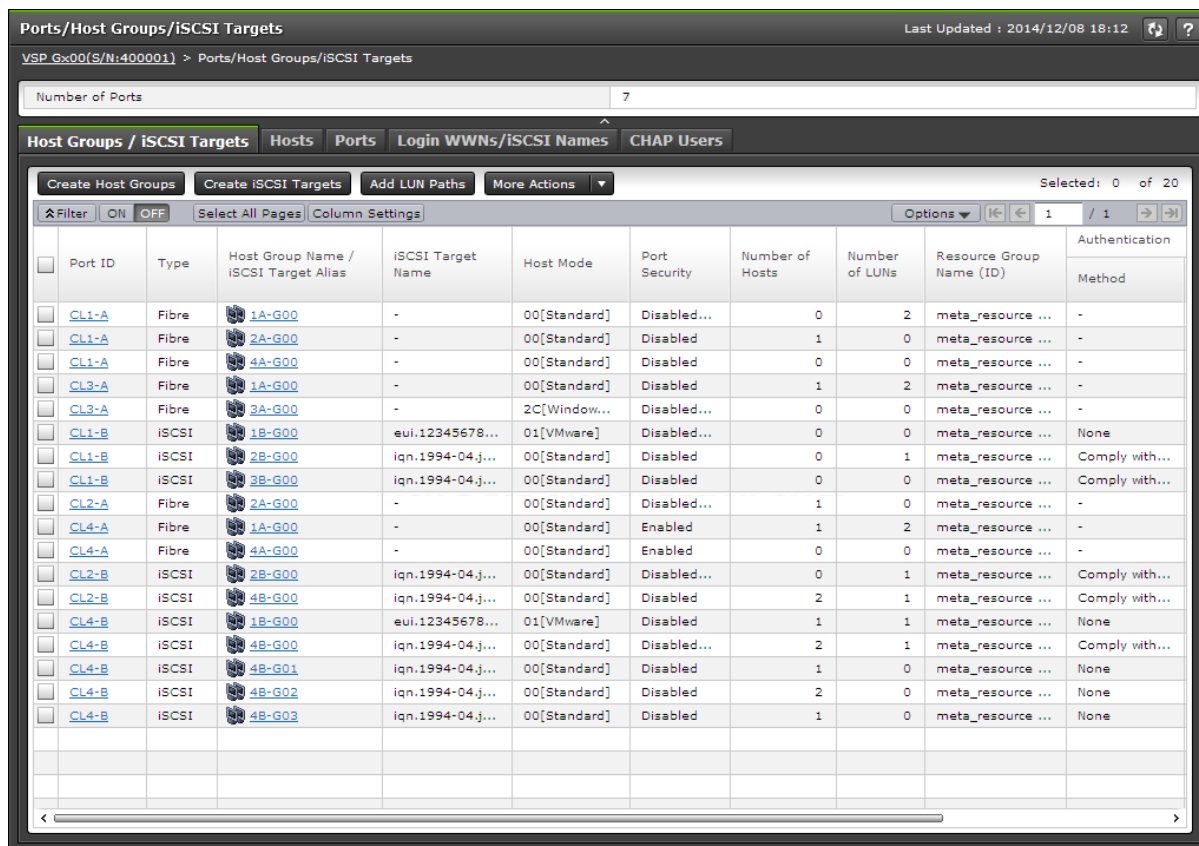 Ports/Host Groups/iSCSI Targets
Last Updated : 2014/12/08 18:12 ?
VSP Gx00(S/N:400001) > Ports/Host Groups/iSCSI Targets
Number of Ports 7
Host Groups / iSCSI Targets Hosts Ports Login WWNs/iSCSI Names CHAP Users
Create Host Groups Create iSCSI Targets Add LUN Paths More Actions Selected: 0 of 20
Filter ON OFF Select All Pages Column Settings Options 1 / 1
Port ID Type Host Group Name / iSCSI Target Alias iSCSI Target Name Host Mode Port Security Number of Hosts Number of LUNs Resource Group Name (ID) Authentication Method
CL1-A Fibre 1A-G00 - 00[Standard] Disabled... 0 2 meta_resource ... -
CL1-A Fibre 2A-G00 - 00[Standard] Disabled 1 0 meta_resource ... -
CL1-A Fibre 4A-G00 - 00[Standard] Disabled 0 0 meta_resource ... -
CL3-A Fibre 1A-G00 - 00[Standard] Disabled 1 2 meta_resource ... -
CL3-A Fibre 3A-G00 - 2C[Window... Disabled... 0 0 meta_resource ... -
CL1-B iSCSI 1B-G00 eui.12345678... 01[VMware] Disabled... 0 0 meta_resource ... None
CL1-B iSCSI 2B-G00 iqn.1994-04.j... 00[Standard] Disabled 0 1 meta_resource ... Comply with...
CL1-B iSCSI 3B-G00 iqn.1994-04.j... 00[Standard] Disabled 0 0 meta_resource ... Comply with...
CL2-A Fibre 2A-G00 - 00[Standard] Disabled... 1 0 meta_resource ... -
CL4-A Fibre 1A-G00 - 00[Standard] Enabled 1 2 meta_resource ... -
CL4-A Fibre 4A-G00 - 00[Standard] Enabled 0 0 meta_resource ... -
CL2-B iSCSI 2B-G00 iqn.1994-04.j... 00[Standard] Disabled... 0 1 meta_resource ... Comply with...
CL2-B iSCSI 4B-G00 iqn.1994-04.j... 00[Standard] Disabled 2 1 meta_resource ... Comply with...
CL4-B iSCSI 1B-G00 eui.12345678... 01[VMware] Disabled 1 1 meta_resource ... None
CL4-B iSCSI 4B-G00 iqn.1994-04.j... 00[Standard] Disabled... 2 1 meta_resource ... Comply with...
CL4-B iSCSI 4B-G01 iqn.1994-04.j... 00[Standard] Disabled 1 0 meta_resource ... None
CL4-B iSCSI 4B-G02 iqn.1994-04.j... 00[Standard] Disabled 2 0 meta_resource ... None
CL4-B iSCSI 4B-G03 iqn.1994-04.j... 00[Standard] Disabled 1 0 meta_resource ... None